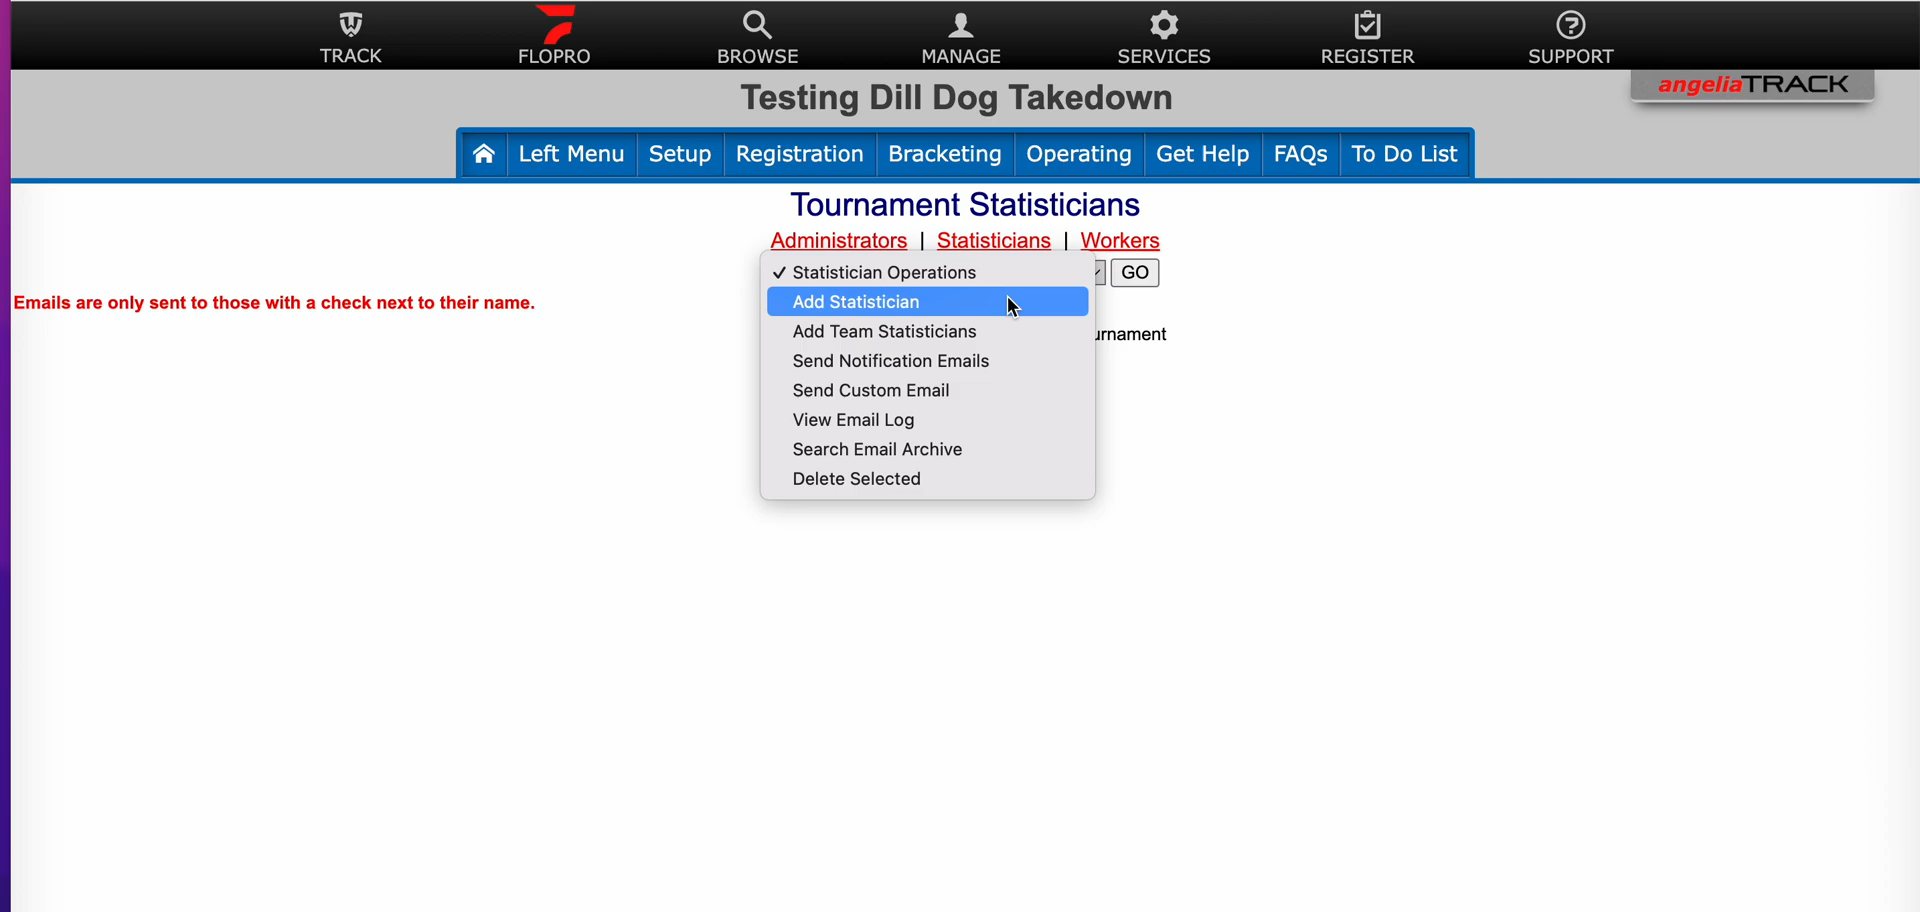 TRACK FLOPRO BROWSE MANAGE SERVICES REGISTER SUPPORT
Testing Dill Dog Takedown
angeliaTRACK
Left Menu Setup Registration Bracketing Operating Get Help FAQs To Do List
Tournament Statisticians
Administrators | Statisticians | Workers
✓ Statistician Operations GO
Emails are only sent to those with a check next to their name.
Add Statistician
Add Team Statisticians
urnament
Send Notification Emails
Send Custom Email
View Email Log
Search Email Archive
Delete Selected